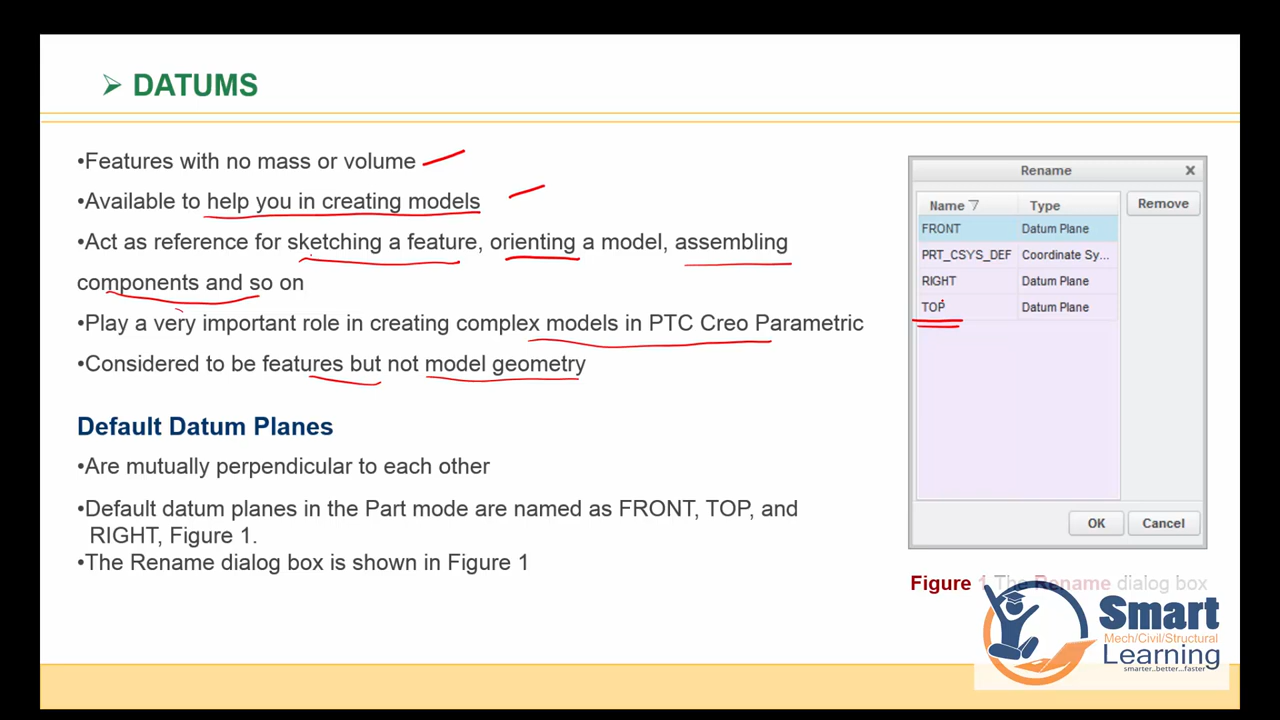 DATUMS
•Features with no mass or volume
•Available to help you in creating models
•Act as reference for sketching a feature, orienting a model, assembling
components and so on
•Play a very important role in creating complex models in PTC Creo Parametric
•Considered to be features but not model geometry
Default Datum Planes
•Are mutually perpendicular to each other
•Default datum planes in the Part mode are named as FRONT, TOP, and
RIGHT, Figure 1.
•The Rename dialog box is shown in Figure 1
Rename
Name Type Remove
FRONT Datum Plane
PRT_CSYS_DEF Coordinate Sy...
RIGHT Datum Plane
TOP Datum Plane
OK Cancel
Figure 1 The Rename dialog box
Smart
Mech/Civil/Structural
Learning
smarter..better...faster